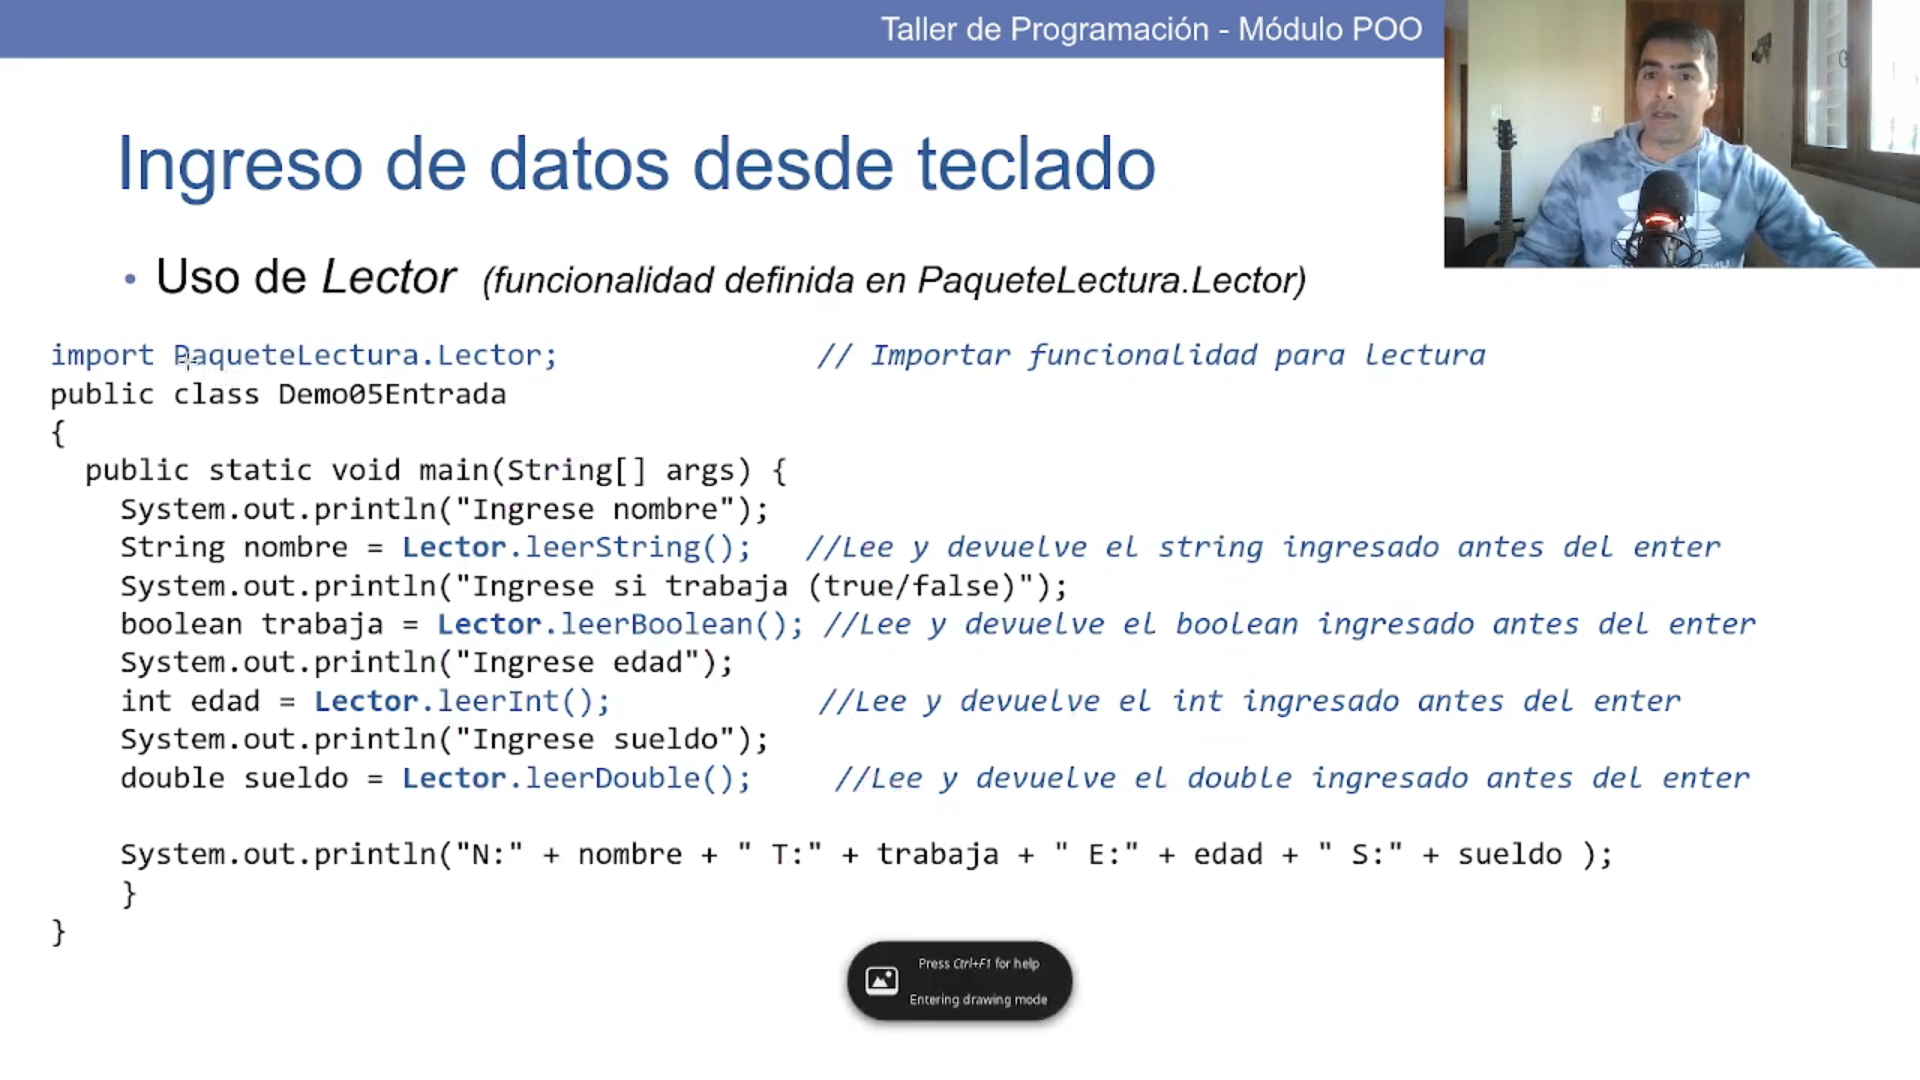 Taller de Programación - Módulo POO
Ingreso de datos desde teclado
• Uso de Lector (funcionalidad definida en PaqueteLectura.Lector)
import PaqueteLectura.Lector; // Importar funcionalidad para lectura
public class Demo05Entrada
{
public static void main(String[] args) {
System.out.println("Ingrese nombre");
String nombre = Lector.leerString(); //Lee y devuelve el string ingresado antes del enter
System.out.println("Ingrese si trabaja (true/false)");
boolean trabaja = Lector.leerBoolean(); //Lee y devuelve el boolean ingresado antes del enter
System.out.println("Ingrese edad");
int edad = Lector.leerInt(); //Lee y devuelve el int ingresado antes del enter
System.out.println("Ingrese sueldo");
double sueldo = Lector.leerDouble(); //Lee y devuelve el double ingresado antes del enter
System.out.println("N:" + nombre + " T:" + trabaja + " E:" + edad + " S:" + sueldo );
}
}
Press Ctrl+F1 for help
Entering drawing mode